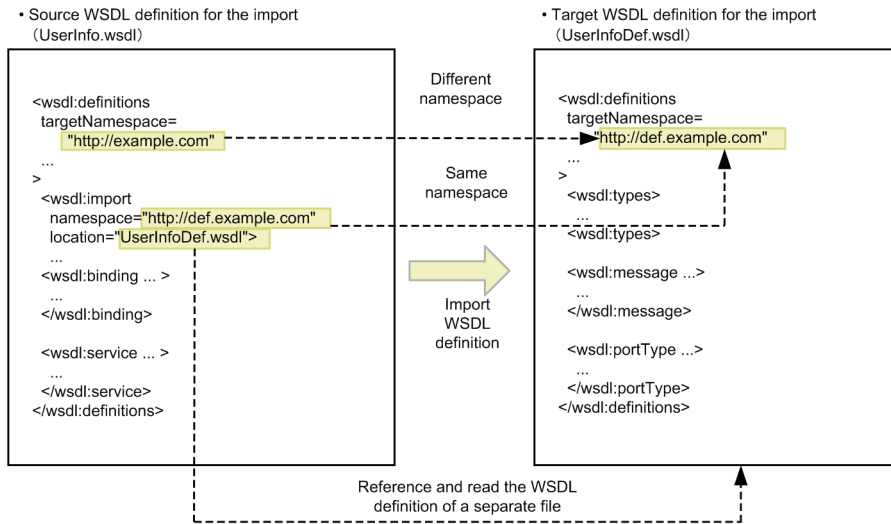 • Source WSDL definition for the import
（UserInfo.wsdl）
<wsdl:definitions
targetNamespace=
"http://example.com"
...
>
<wsdl:import
namespace="http://def.example.com"
location="UserInfoDef.wsdl">
...
<wsdl:binding ... >
...
</wsdl:binding>
<wsdl:service ... >
...
</wsdl:service>
</wsdl:definitions>
Different
namespace
Same
namespace
Import
WSDL
definition
• Target WSDL definition for the import
（UserInfoDef.wsdl）
<wsdl:definitions
targetNamespace=
"http://def.example.com"
...
>
<wsdl:types>
...
<wsdl:types>
<wsdl:message ...>
...
</wsdl:message>
<wsdl:portType ...>
...
</wsdl:portType>
</wsdl:definitions>
Reference and read the WSDL
definition of a separate file